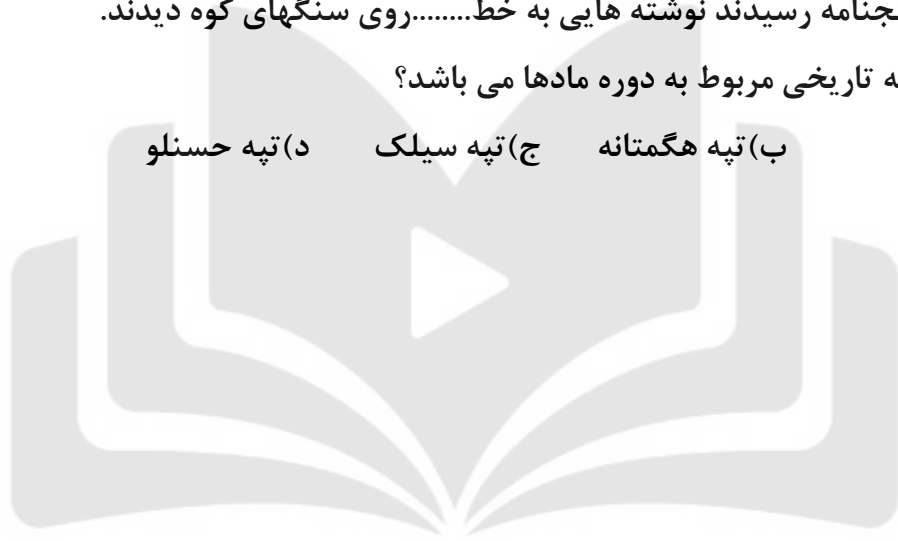 جنامه رسیدند نوشته هایی به خط........روی سنگهای کوه دیدند.
ه تاریخی مربوط به دوره مادها می باشد؟
ب)تپه هگمتانه ج)تپه سیلک د)تپه حسنلو